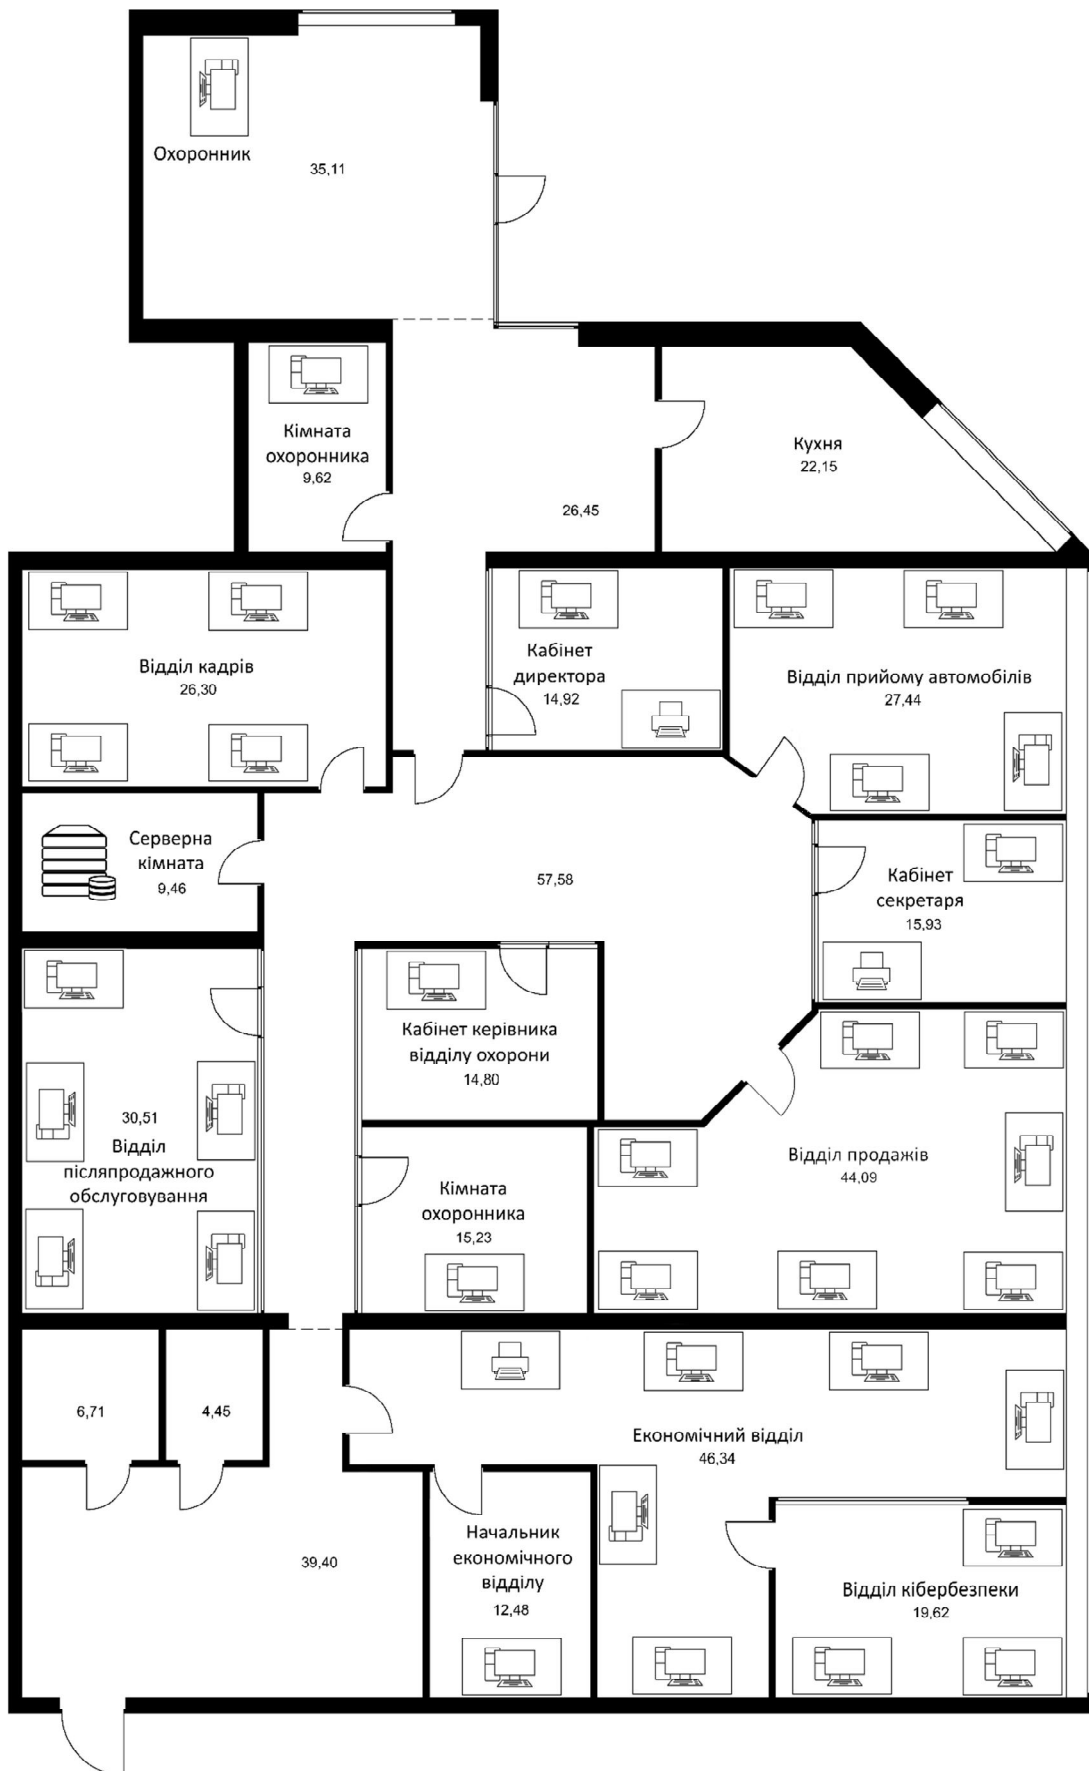 Охоронник
35,11
Кімната
охоронника
9,62
Кухня
22,15
26,45
Відділ кадрів
26,30
Кабінет
директора
14,92
Відділ прийому автомобілів
27,44
Серверна
кімната
9,46
57,58
Кабінет
секретаря
15,93
Кабінет керівника
відділу охорони
14,80
30,51
Відділ
післяпродажного
обслуговування
Кімната
охоронника
15,23
Відділ продажів
44,09
6,71
4,45
Економічний відділ
46,34
39,40
Начальник
економічного
відділу
12,48
Відділ кібербезпеки
19,62